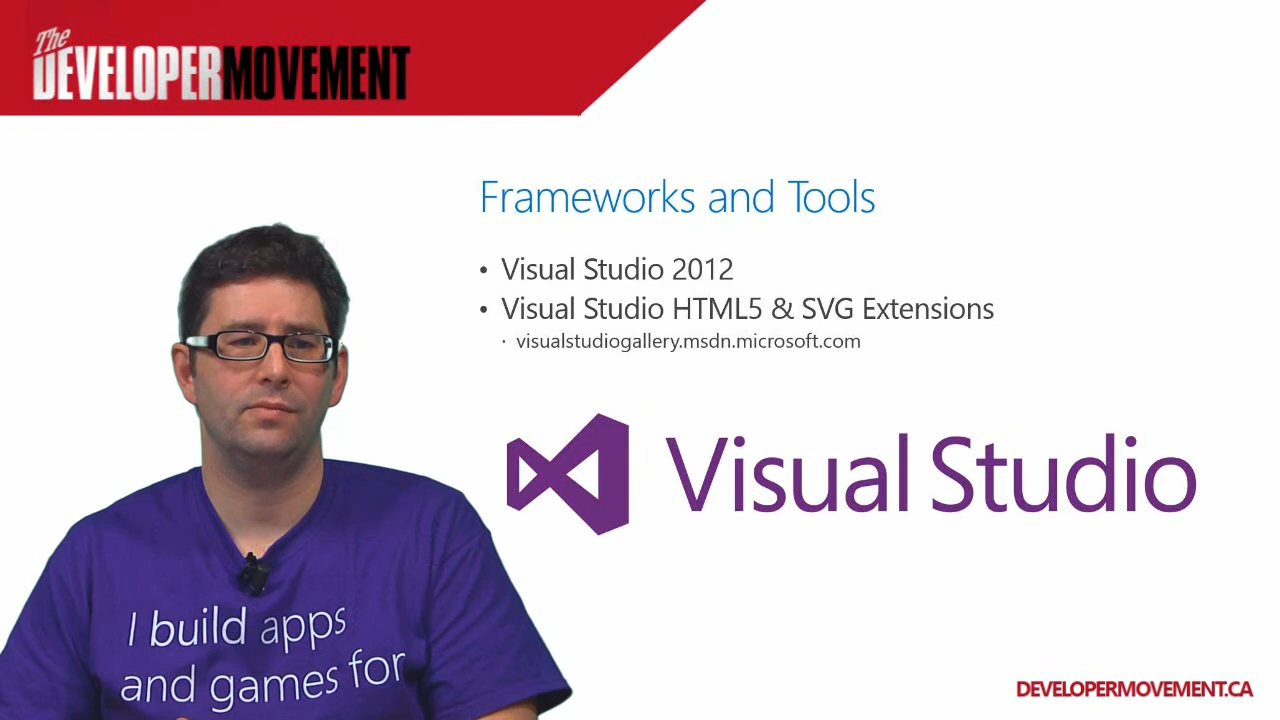 The
DEVELOPERMOVEMENT
Frameworks and Tools
• Visual Studio 2012
• Visual Studio HTML5 & SVG Extensions
· visualstudiogallery.msdn.microsoft.com
Visual Studio
I build apps
and games for
DEVELOPERMOVEMENT.CA